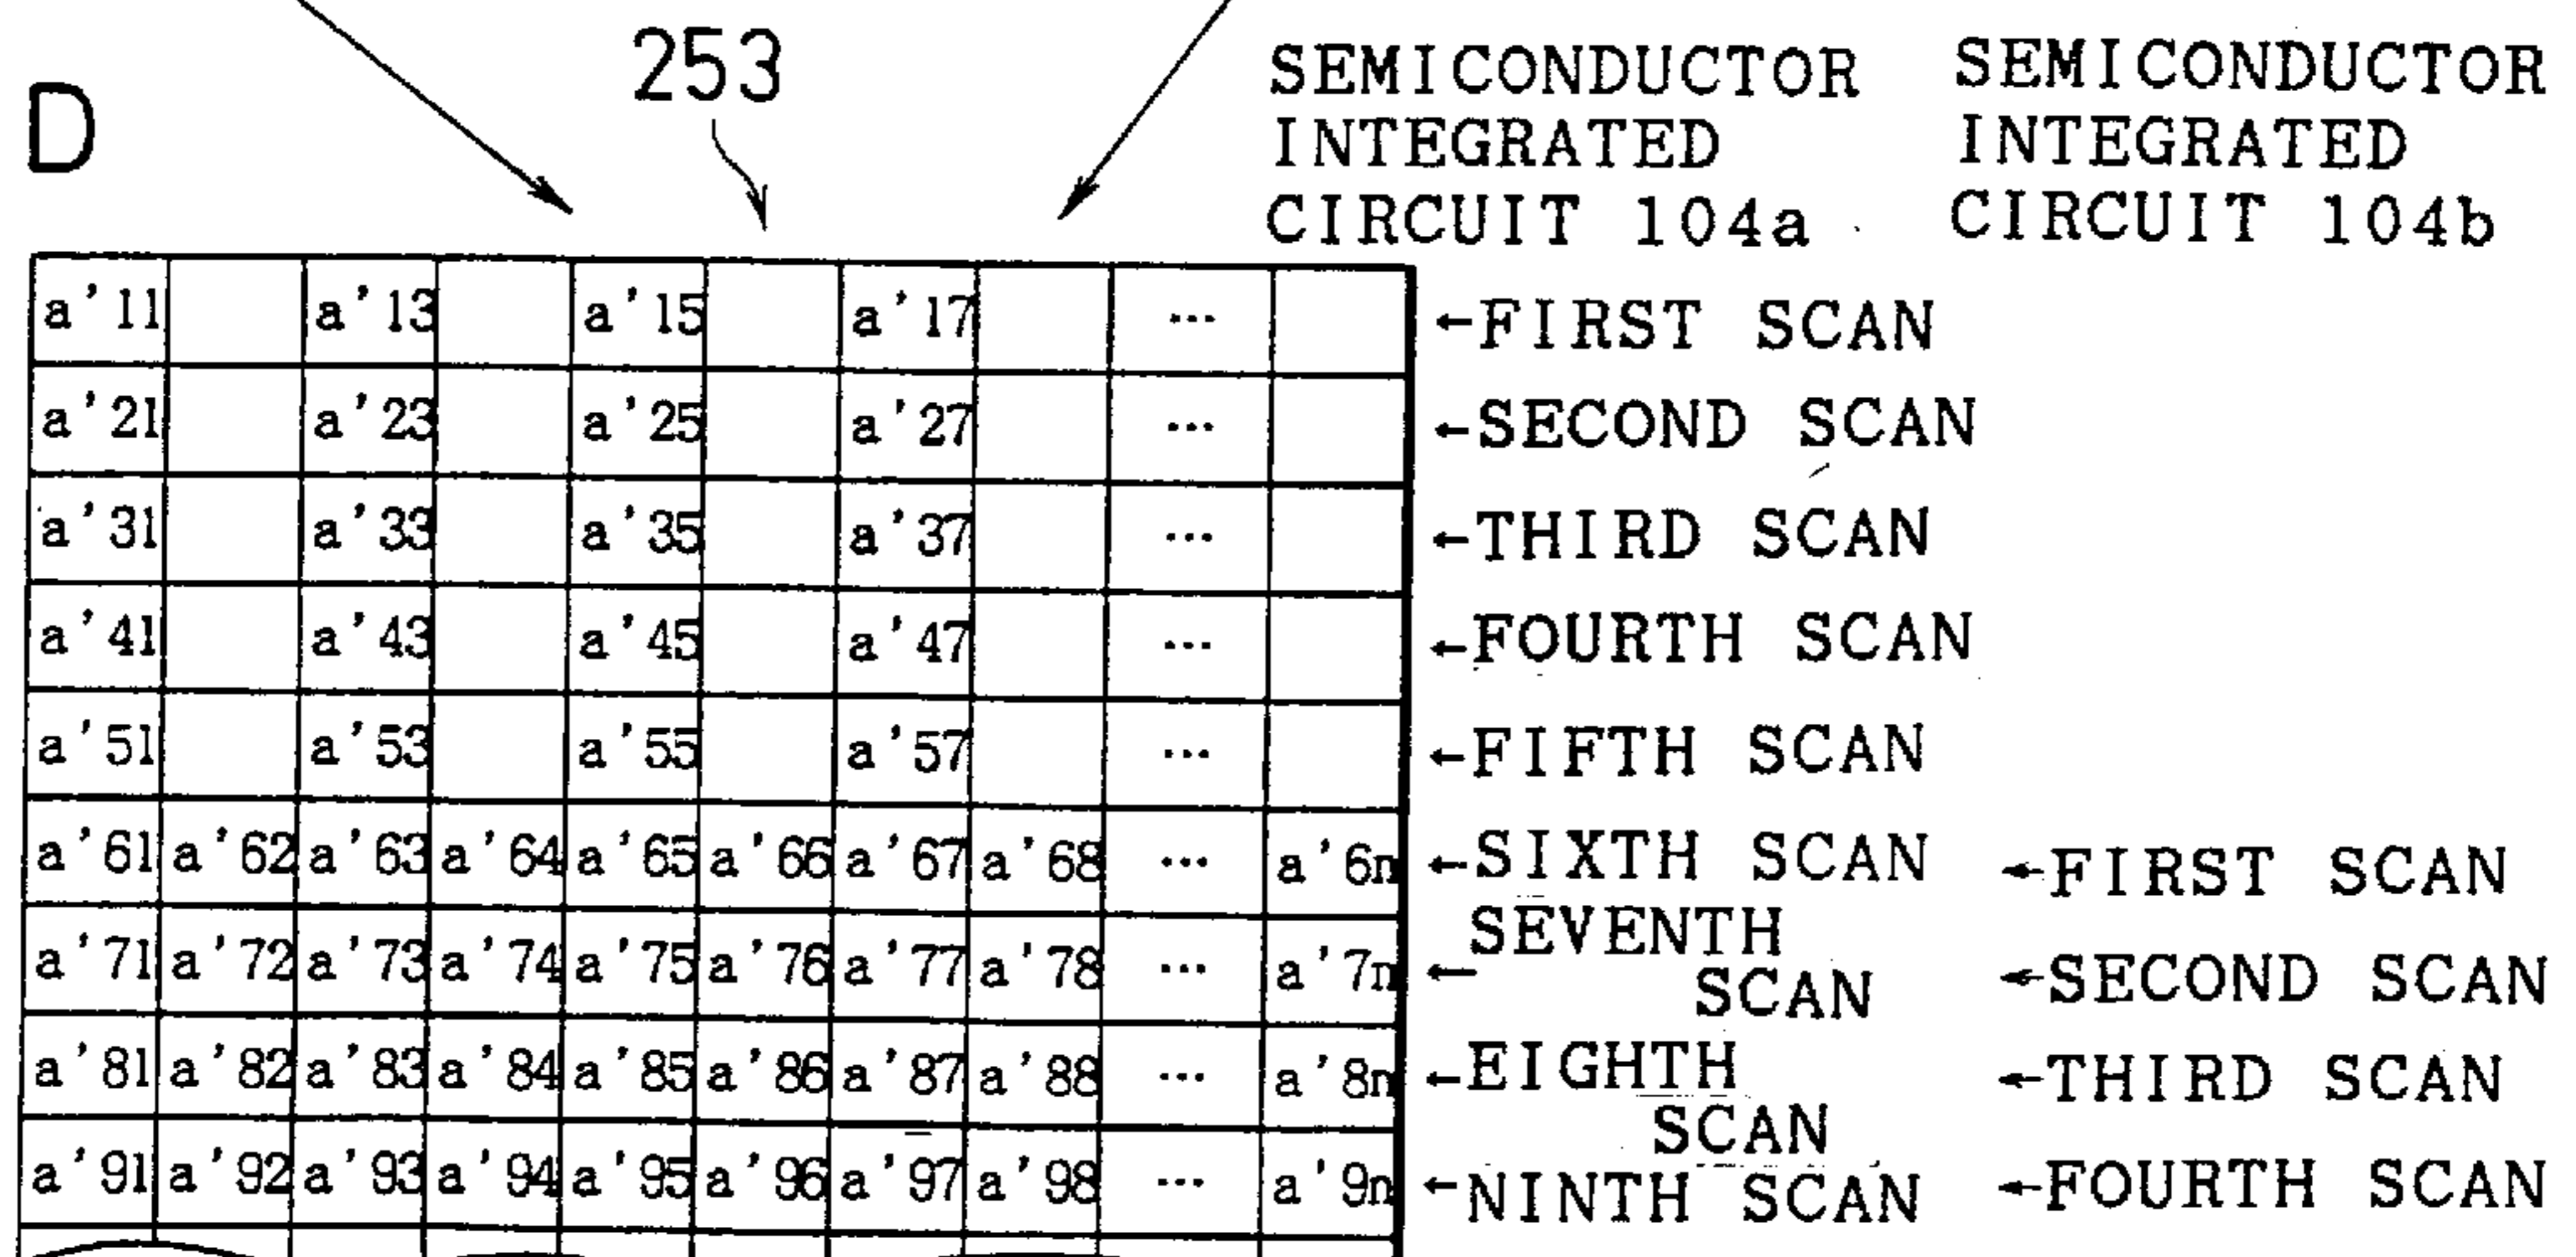 253
D
SEMICONDUCTOR INTEGRATED CIRCUIT 104a
SEMICONDUCTOR INTEGRATED CIRCUIT 104b
a'11 a'13 a'15 a'17 ... ←FIRST SCAN
a'21 a'23 a'25 a'27 ... ←SECOND SCAN
a'31 a'33 a'35 a'37 ... ←THIRD SCAN
a'41 a'43 a'45 a'47 ... ←FOURTH SCAN
a'51 a'53 a'55 a'57 ... ←FIFTH SCAN
a'61 a'62 a'63 a'64 a'65 a'66 a'67 a'68 ... a'6n ←SIXTH SCAN ←FIRST SCAN
a'71 a'72 a'73 a'74 a'75 a'76 a'77 a'78 ... a'7n ←SEVENTH SCAN ←SECOND SCAN
a'81 a'82 a'83 a'84 a'85 a'86 a'87 a'88 ... a'8n ←EIGHTH SCAN ←THIRD SCAN
a'91 a'92 a'93 a'94 a'95 a'96 a'97 a'98 ... a'9n ←NINTH SCAN ←FOURTH SCAN